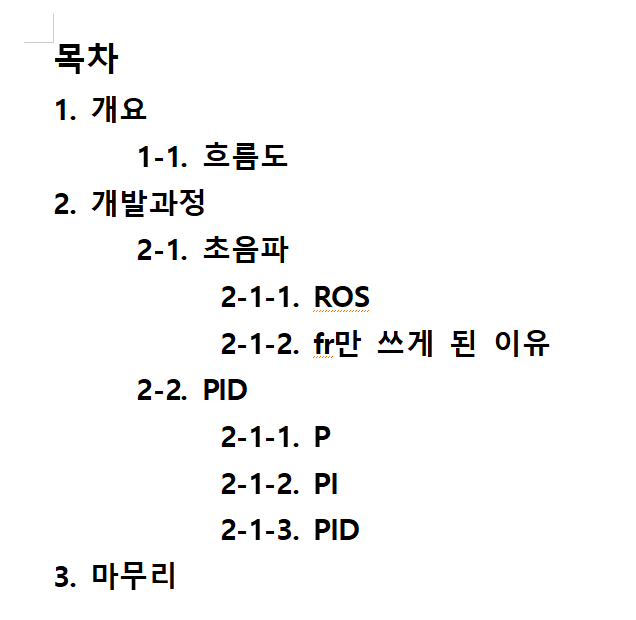 목차
1. 개요
1-1. 흐름도
2. 개발과정
2-1. 초음파
2-1-1. ROS
2-1-2. fr만 쓰게 된 이유
2-2. PID
2-1-1. P
2-1-2. PI
2-1-3. PID
3. 마무리